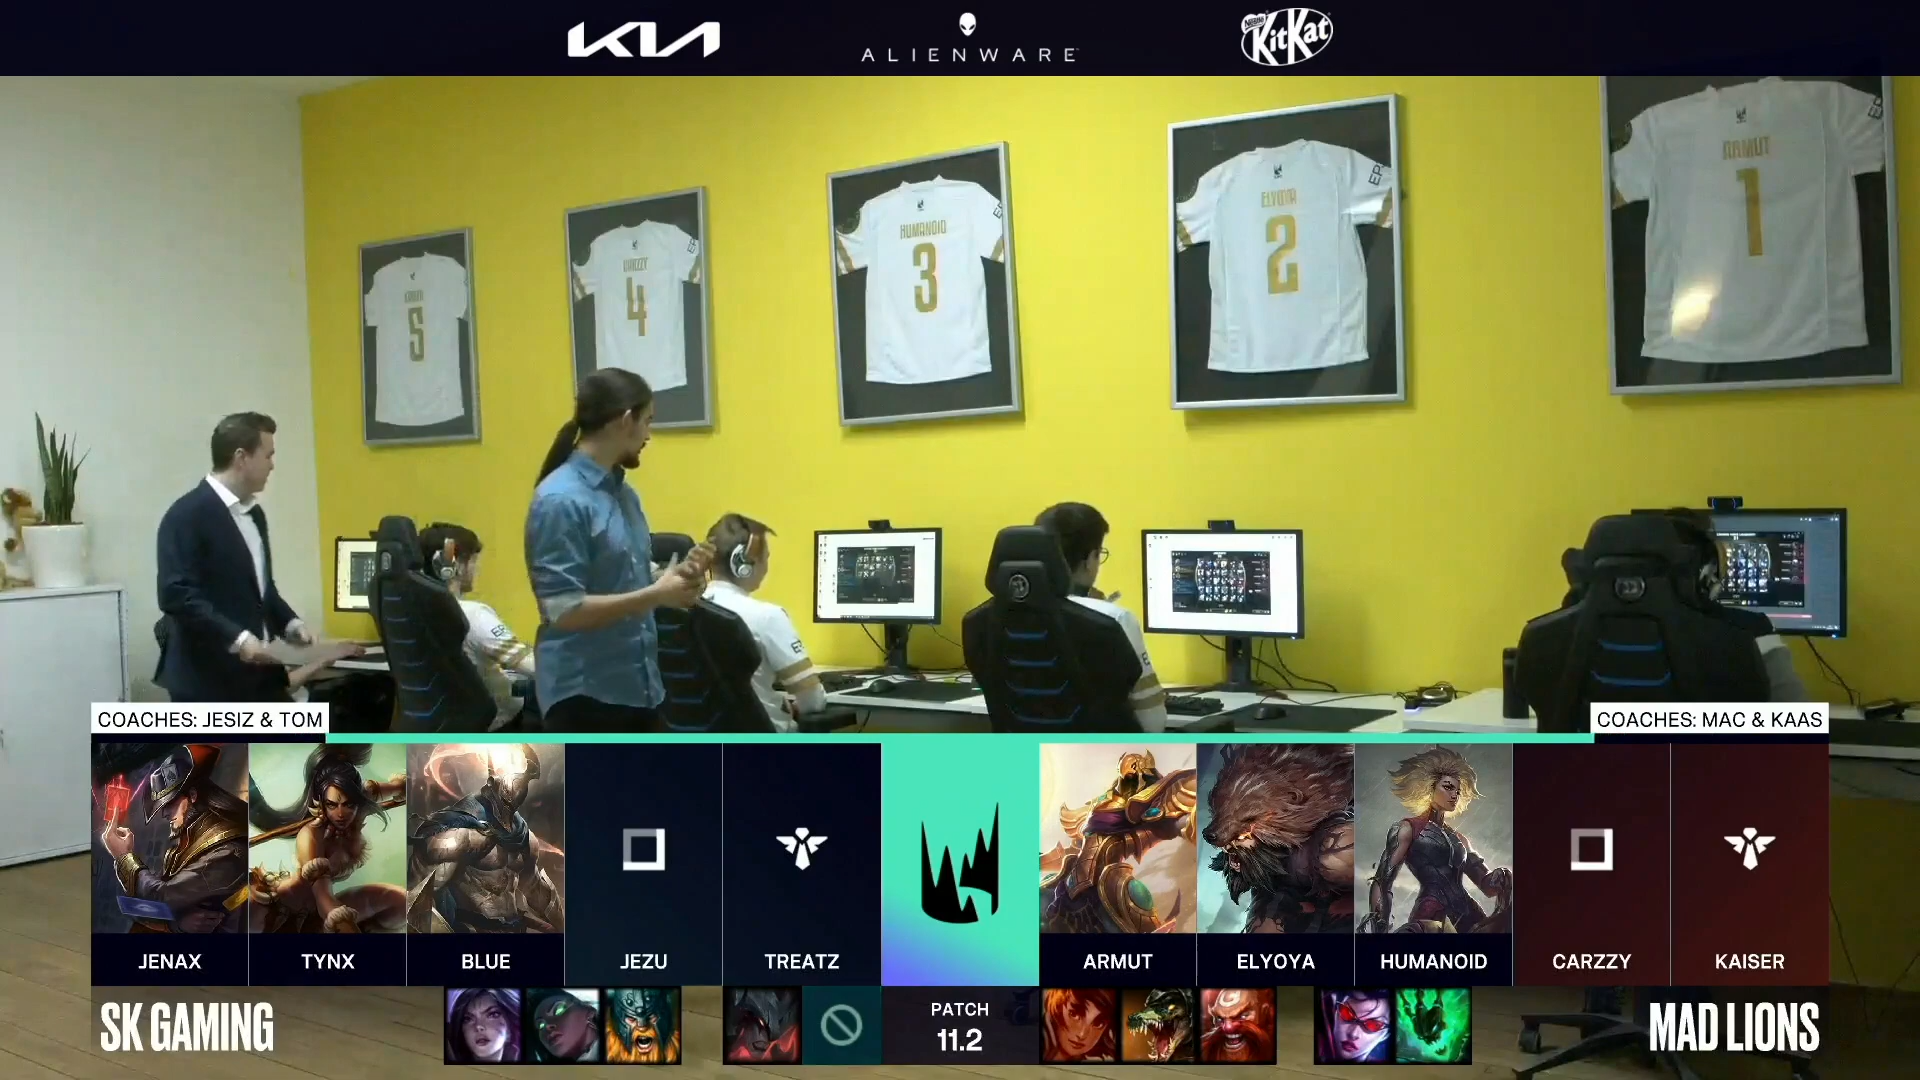 KIA
ALIENWARE
Nestlé
KitKat
5
4
HUMANOID
3
ELYOYA
2
ARMUT
1
COACHES: JESIZ & TOM
COACHES: MAC & KAAS
JENAX
TYNX
BLUE
JEZU
TREATZ
ARMUT
ELYOYA
HUMANOID
CARZZY
KAISER
SK GAMING
PATCH
11.2
MAD LIONS